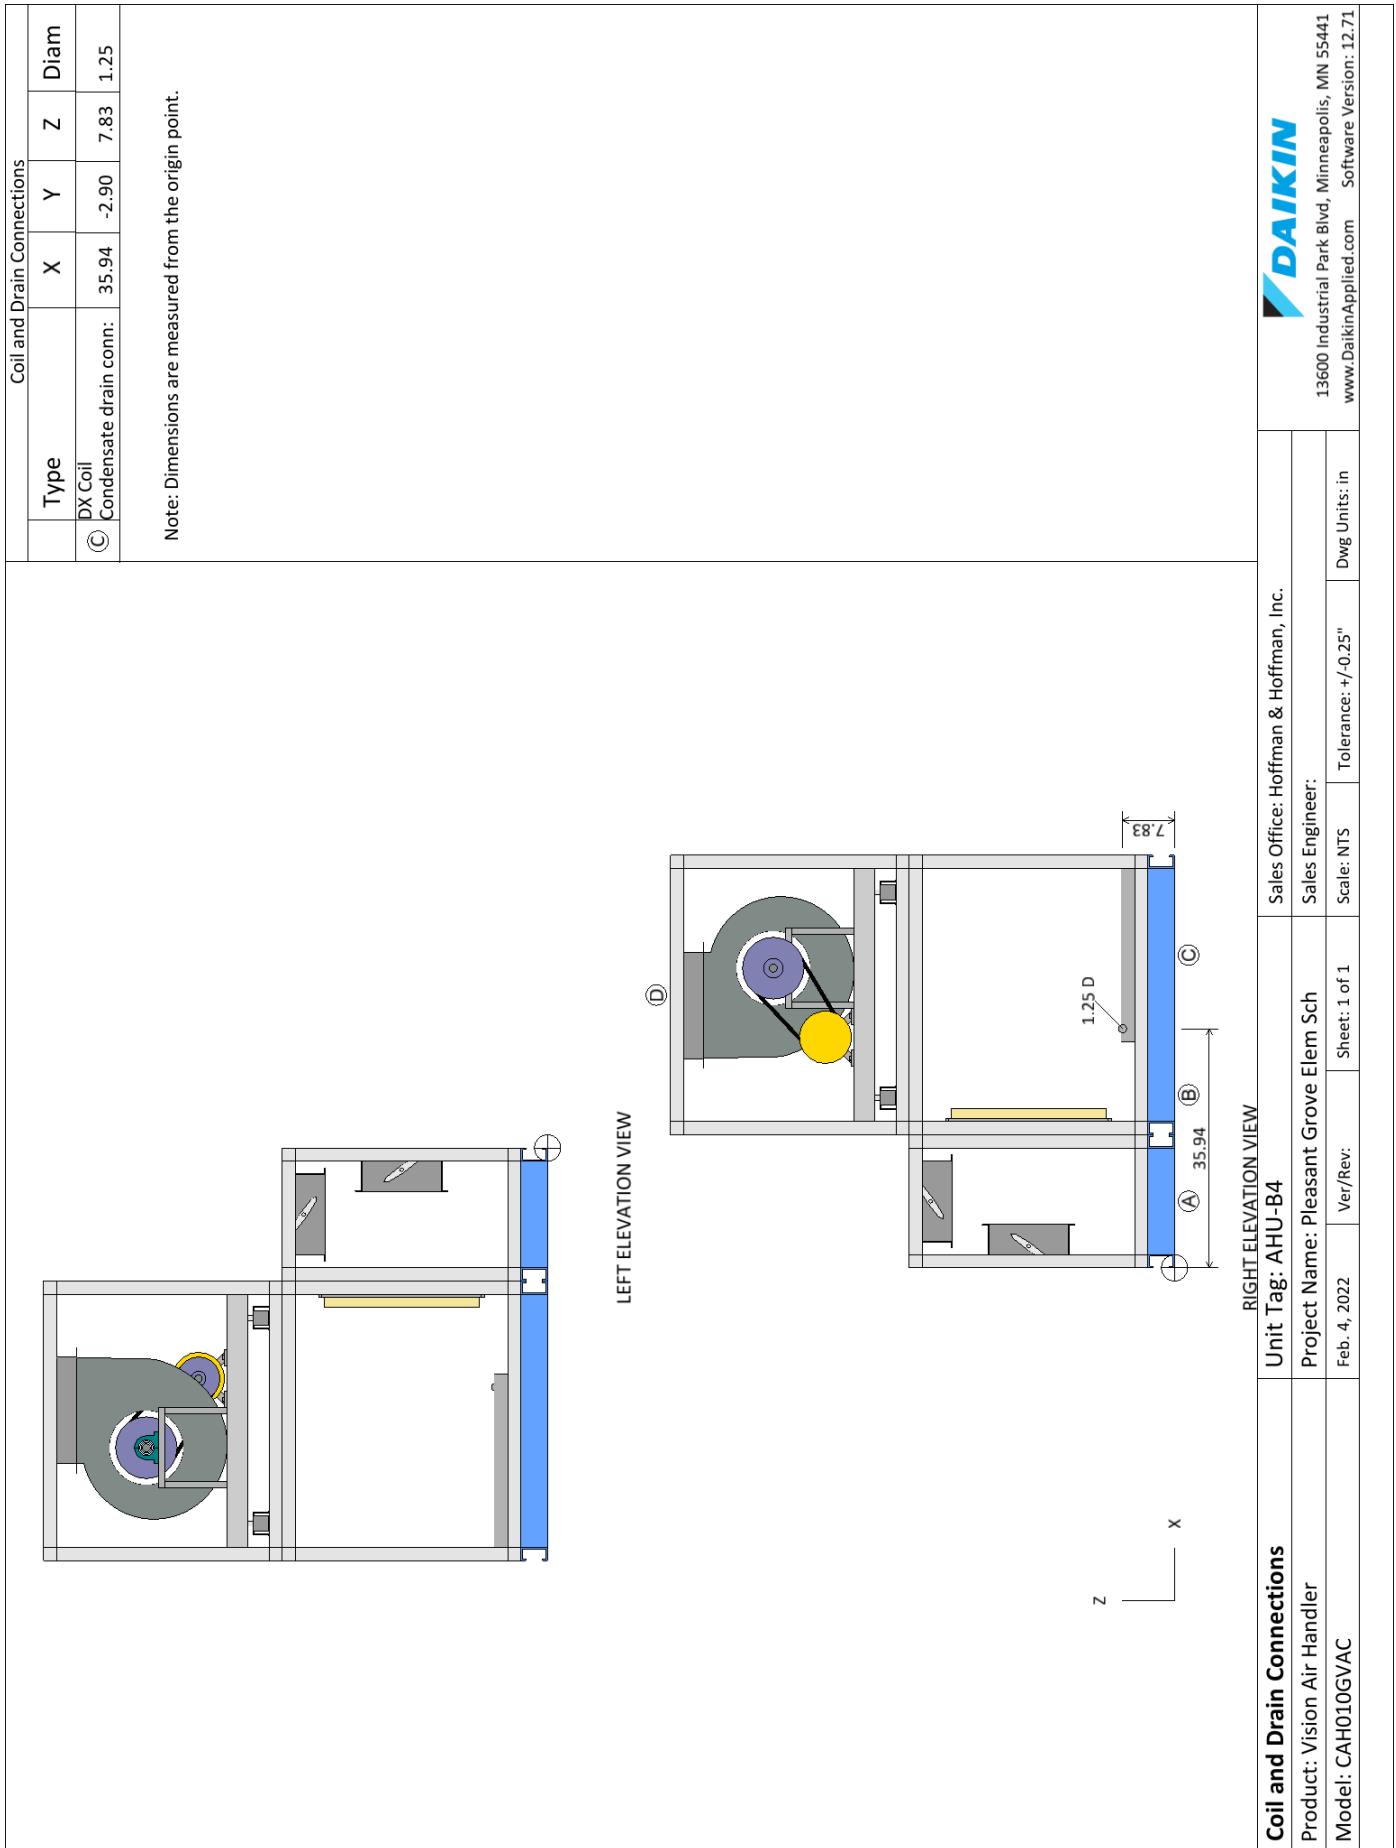 Coil and Drain Connections
Type X Y Z Diam
Ⓒ DX Coil
Condensate drain conn: 35.94 -2.90 7.83 1.25
Note: Dimensions are measured from the origin point.
LEFT ELEVATION VIEW
Ⓓ
1.25 D
7.83
Ⓐ Ⓑ Ⓒ
35.94
RIGHT ELEVATION VIEW
Z
X
Coil and Drain Connections
Product: Vision Air Handler
Model: CAH010GVAC
Unit Tag: AHU-B4
Project Name: Pleasant Grove Elem Sch
Feb. 4, 2022
Ver/Rev:
Sheet: 1 of 1
Sales Office: Hoffman & Hoffman, Inc.
Sales Engineer:
Scale: NTS
Tolerance: +/-0.25"
Dwg Units: in
DAIKIN
13600 Industrial Park Blvd, Minneapolis, MN 55441
www.DaikinApplied.com Software Version: 12.71